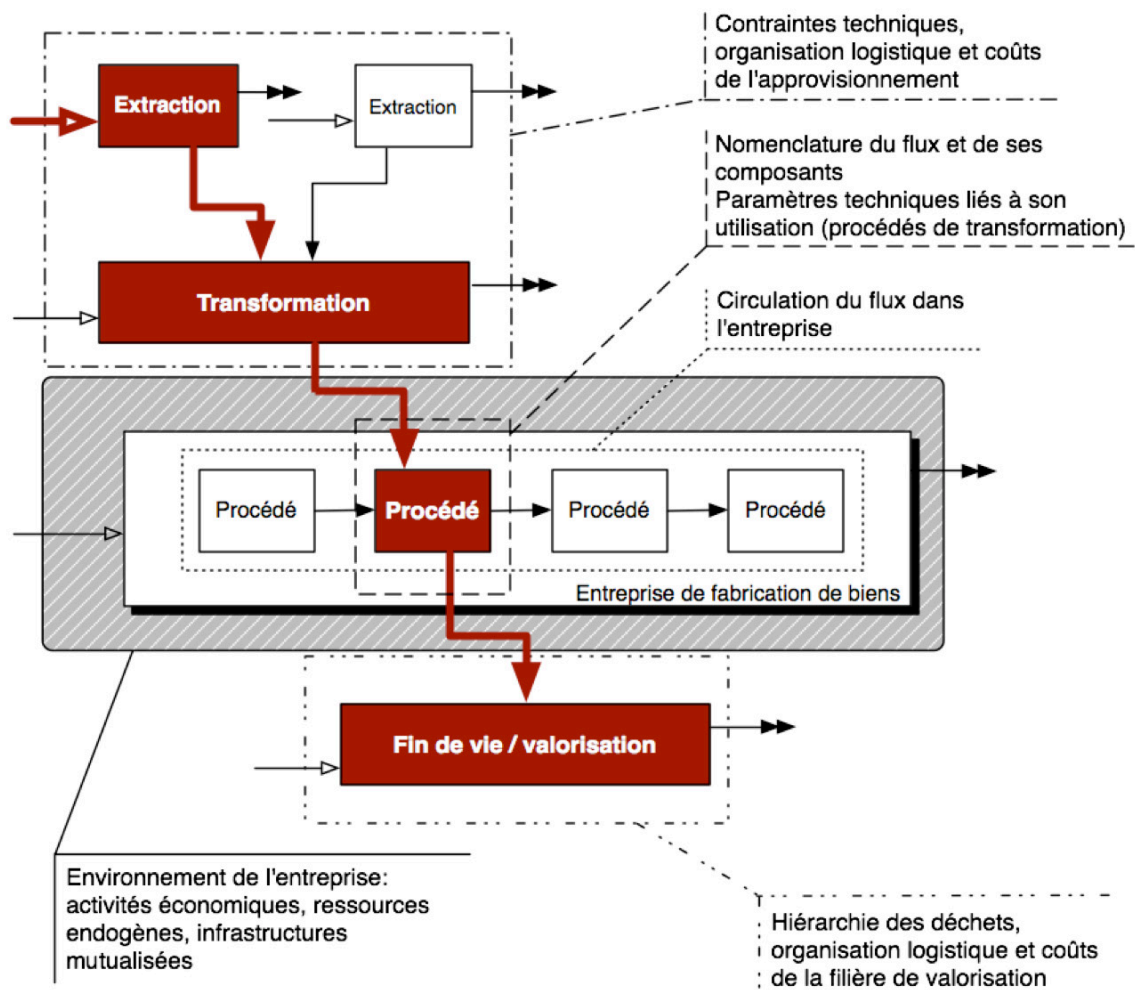 Contraintes techniques,
organisation logistique et coûts
de l'approvisionnement
Extraction
Extraction
Nomenclature du flux et de ses
composants
Paramètres techniques liés à son
utilisation (procédés de transformation)
Transformation
Circulation du flux dans
l'entreprise
Procédé
Procédé
Procédé
Procédé
Entreprise de fabrication de biens
Fin de vie / valorisation
Environnement de l'entreprise:
activités économiques, ressources
endogènes, infrastructures
mutualisées
Hiérarchie des déchets,
organisation logistique et coûts
de la filière de valorisation